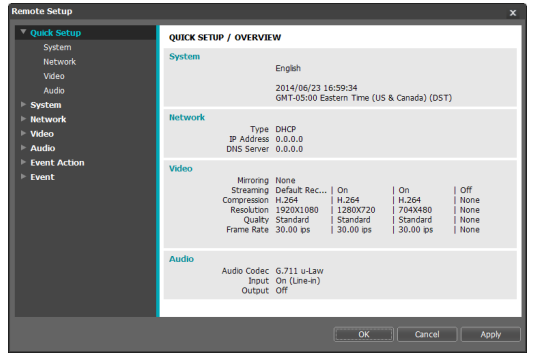 Remote Setup
x
Quick Setup
System
Network
Video
Audio
System
Network
Video
Audio
Event Action
Event
QUICK SETUP / OVERVIEW
System
English
2014/06/23 16:59:34
GMT-05:00 Eastern Time (US & Canada) (DST)
Network
Type DHCP
IP Address 0.0.0.0
DNS Server 0.0.0.0
Video
Mirroring None
Streaming Default Rec... | On | On | Off
Compression H.264 | H.264 | H.264 | None
Resolution 1920X1080 | 1280X720 | 704X480 | None
Quality Standard | Standard | Standard | None
Frame Rate 30.00 ips | 30.00 ips | 30.00 ips | None
Audio
Audio Codec G.711 u-Law
Input On (Line-in)
Output Off
OK Cancel Apply